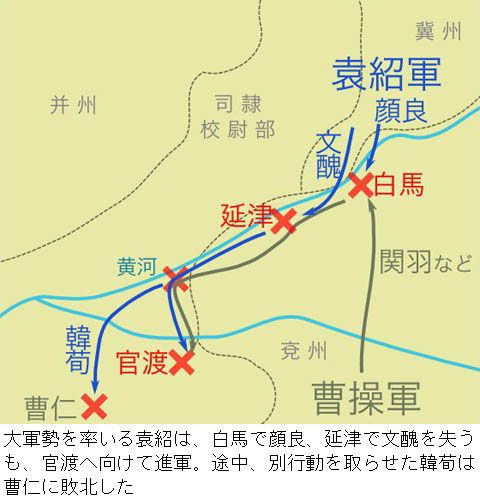 冀州
袁紹軍
顔良
并州
司隷
校尉部
文醜
白馬
延津
黄河
関羽など
韓荀
官渡
兗州
曹仁
曹操軍
大軍勢を率いる袁紹は、白馬で顔良、延津で文醜を失う
も、官渡へ向けて進軍。途中、別行動を取らせた韓荀は
曹仁に敗北した